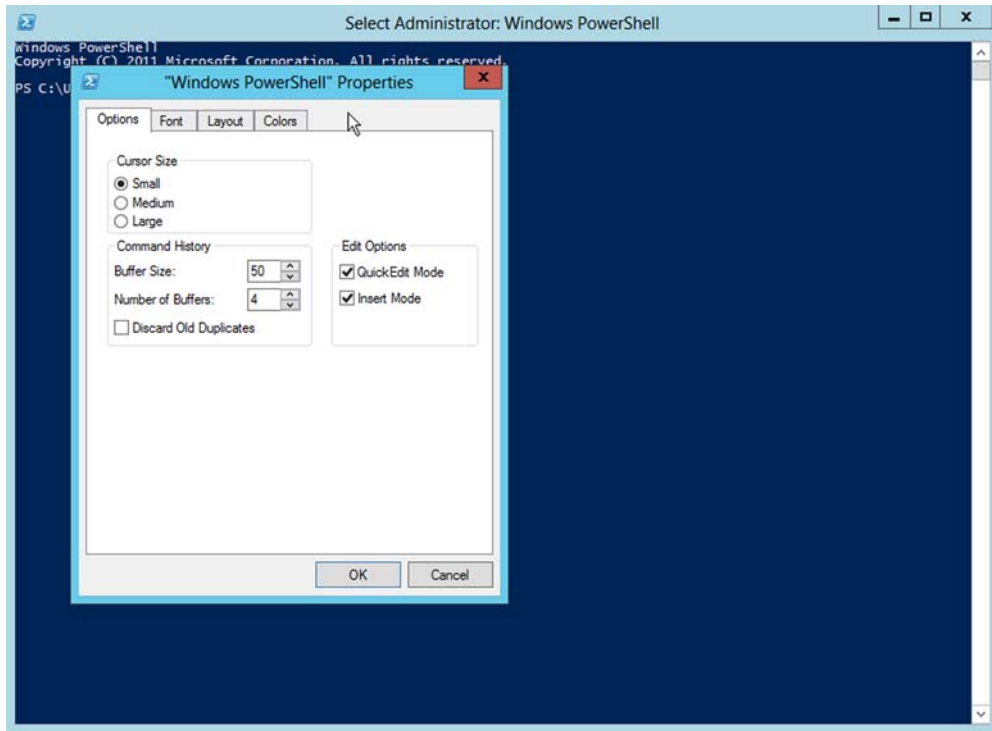 Select Administrator: Windows PowerShell
Windows PowerShell
Copyright (C) 2011 Microsoft Corporation. All rights reserved.
PS C:\U
"Windows PowerShell" Properties
Options Font Layout Colors
Cursor Size
Small
Medium
Large
Command History
Buffer Size: 50
Number of Buffers: 4
Discard Old Duplicates
Edit Options
QuickEdit Mode
Insert Mode
OK Cancel